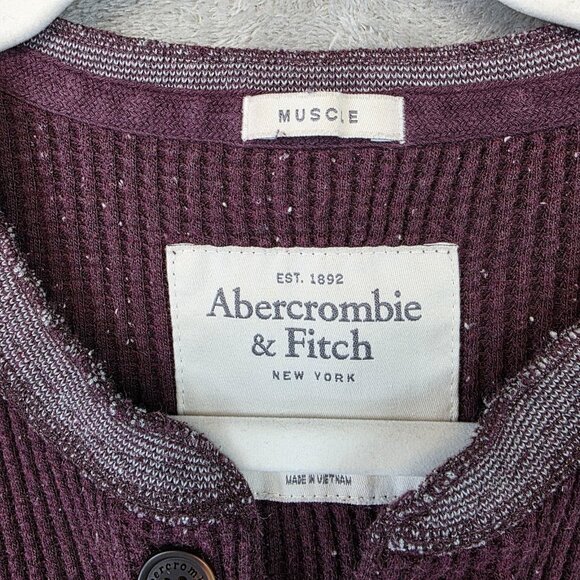 MUSCLE
EST. 1892
Abercrombie
& Fitch
NEW YORK
MADE IN VIETNAM